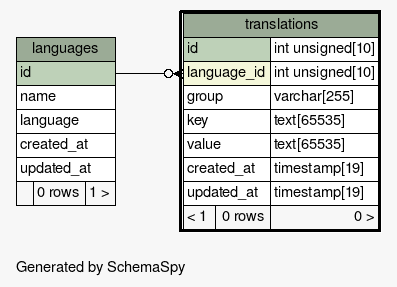 languages
id
name
language
created_at
updated_at
0 rows 1 >
translations
id int unsigned[10]
language_id int unsigned[10]
group varchar[255]
key text[65535]
value text[65535]
created_at timestamp[19]
updated_at timestamp[19]
< 1 0 rows 0 >
Generated by SchemaSpy